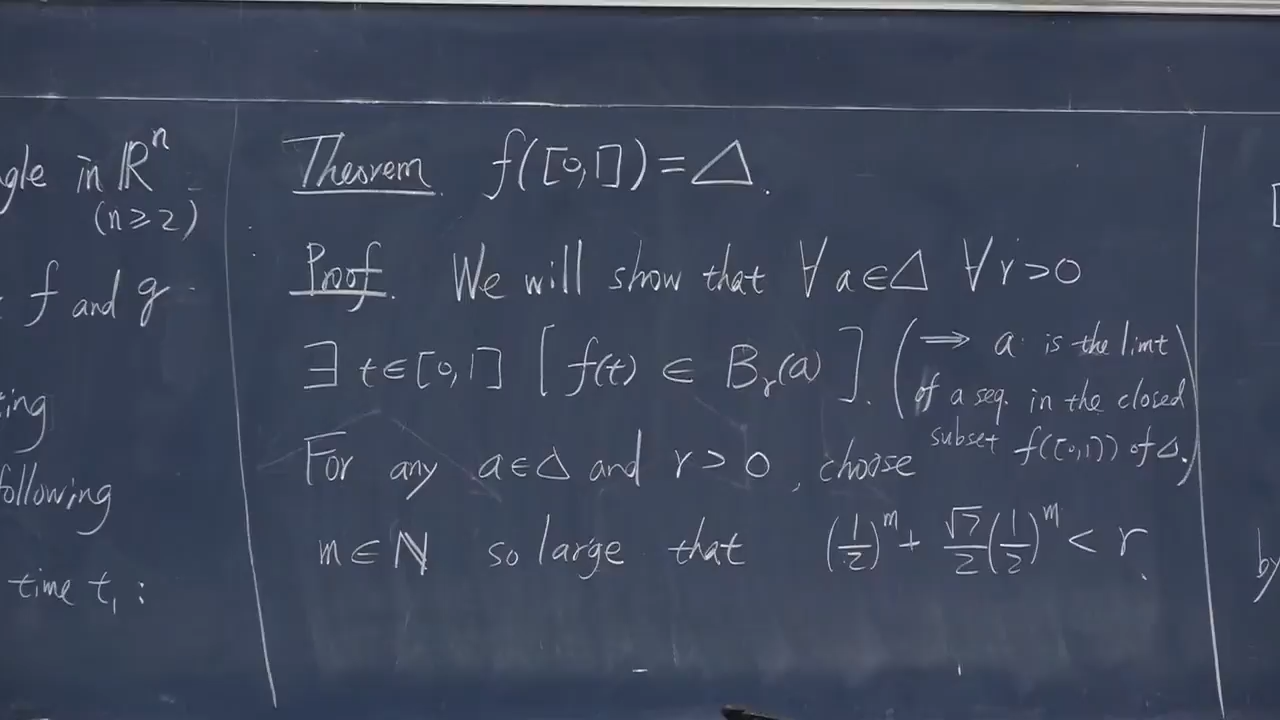 gle in ℝⁿ
(n≥2)
f and g
ing
following
time t₁ :
Theorem. f([0,1])=△.
Proof. We will show that ∀a∈△ ∀r>0
∃ t∈[0,1] [ f(t) ∈ Bᵣ(a) ]. ( ⟹ a is the limt
of a seq. in the closed
subset f([0,1]) of △. )
For any a∈△ and r>0, choose
m∈ℕ so large that (1/2)^m + √7/2 (1/2)^m < r.
by